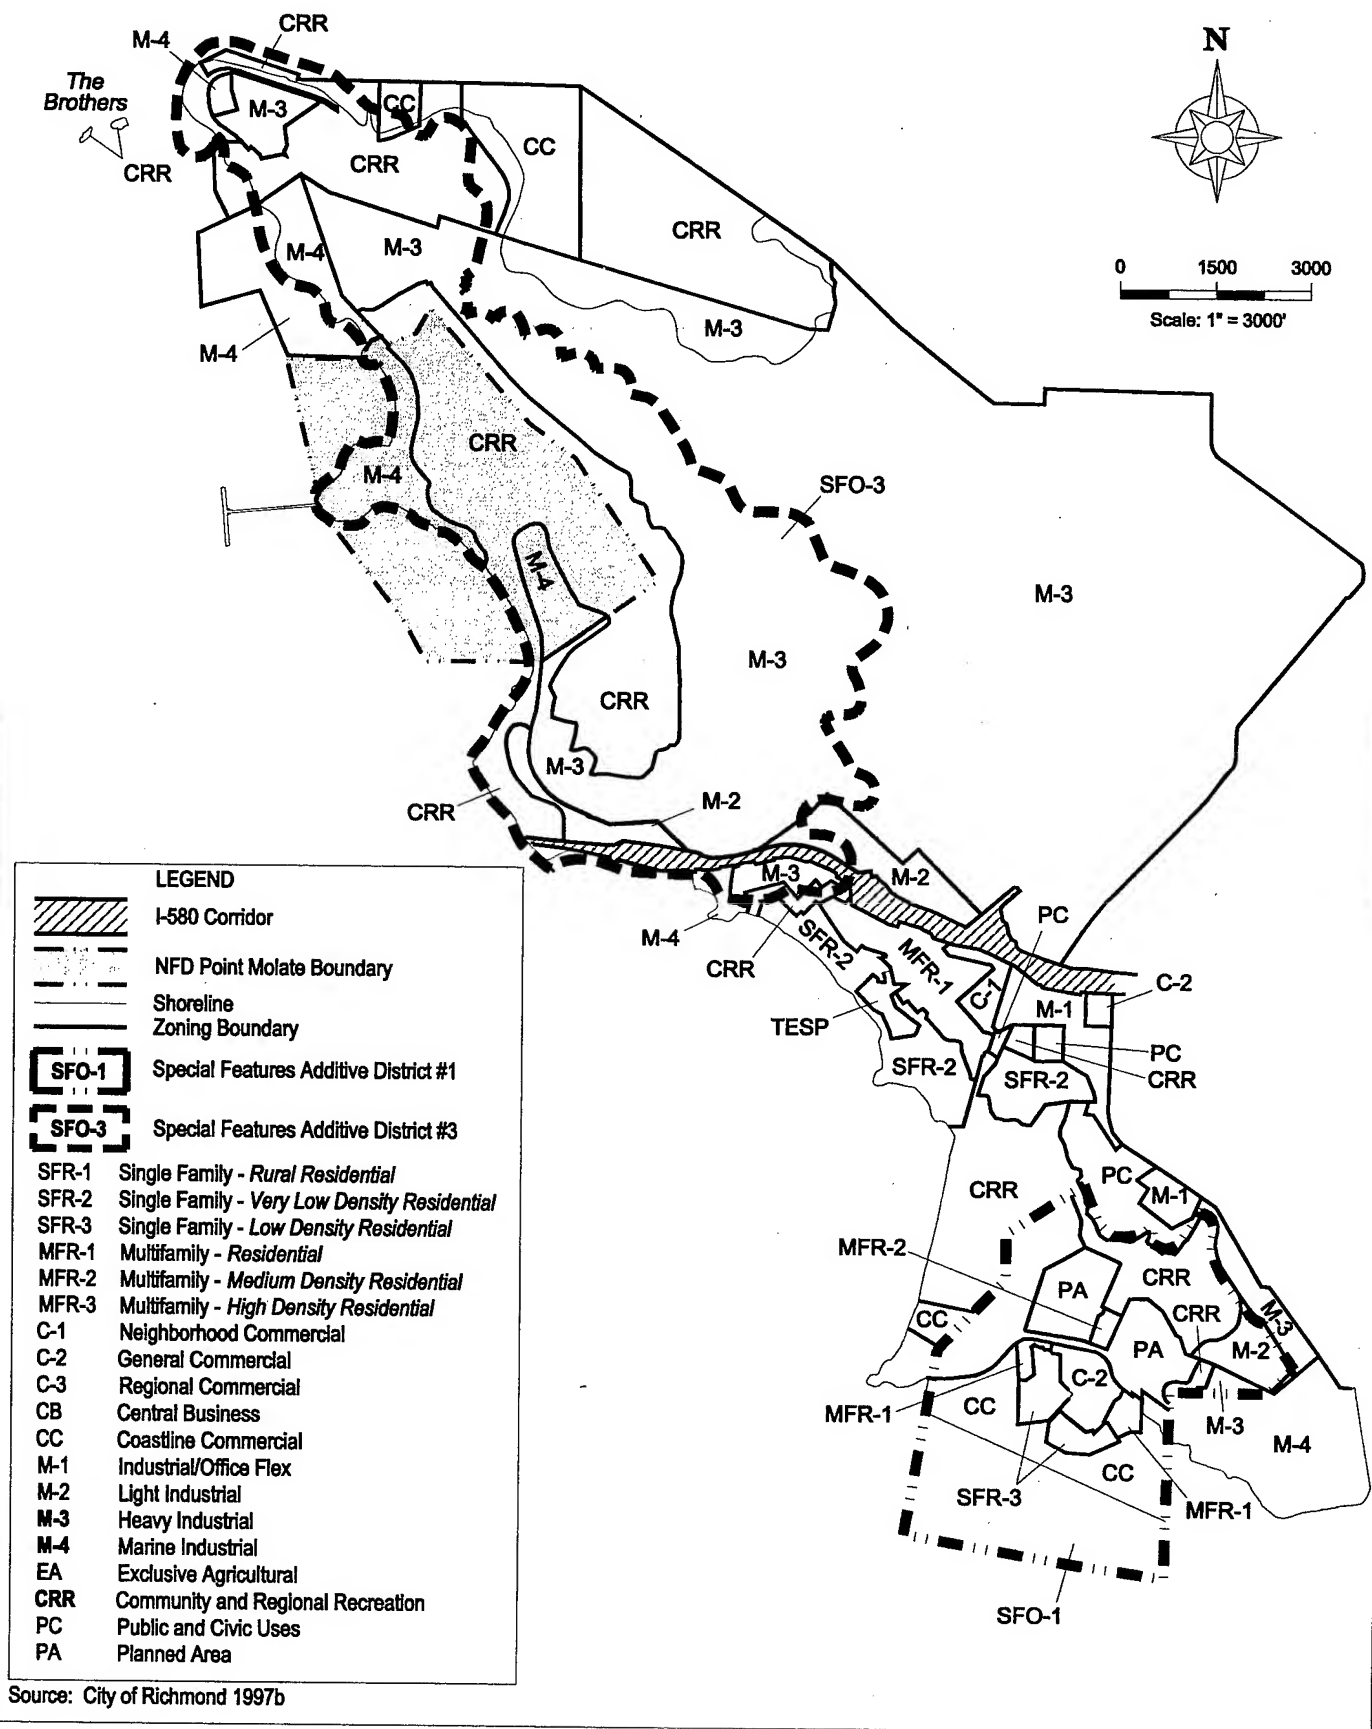 N
0 1500 3000
Scale: 1" = 3000'
CRR
M-4
The
Brothers
M-3
CC
CRR
CRR
CC
CRR
M-4
M-3
M-3
M-4
CRR
M-4
SFO-3
M-4
M-3
M-3
CRR
M-3
M-2
CRR
M-3
M-2
M-4
CRR
SFR-2
MFR-1
PC
C-1
C-2
M-1
TESP
PC
SFR-2
SFR-2
CRR
PC
M-1
CRR
MFR-2
CRR
PA
CRR
M-3
CC
PA
M-2
C-2
MFR-1
CC
M-3
M-4
CC
SFR-3
MFR-1
SFO-1
LEGEND
I-580 Corridor
NFD Point Molate Boundary
Shoreline
Zoning Boundary
SFO-1 Special Features Additive District #1
SFO-3 Special Features Additive District #3
SFR-1 Single Family - Rural Residential
SFR-2 Single Family - Very Low Density Residential
SFR-3 Single Family - Low Density Residential
MFR-1 Multifamily - Residential
MFR-2 Multifamily - Medium Density Residential
MFR-3 Multifamily - High Density Residential
C-1 Neighborhood Commercial
C-2 General Commercial
C-3 Regional Commercial
CB Central Business
CC Coastline Commercial
M-1 Industrial/Office Flex
M-2 Light Industrial
M-3 Heavy Industrial
M-4 Marine Industrial
EA Exclusive Agricultural
CRR Community and Regional Recreation
PC Public and Civic Uses
PA Planned Area
Source: City of Richmond 1997b